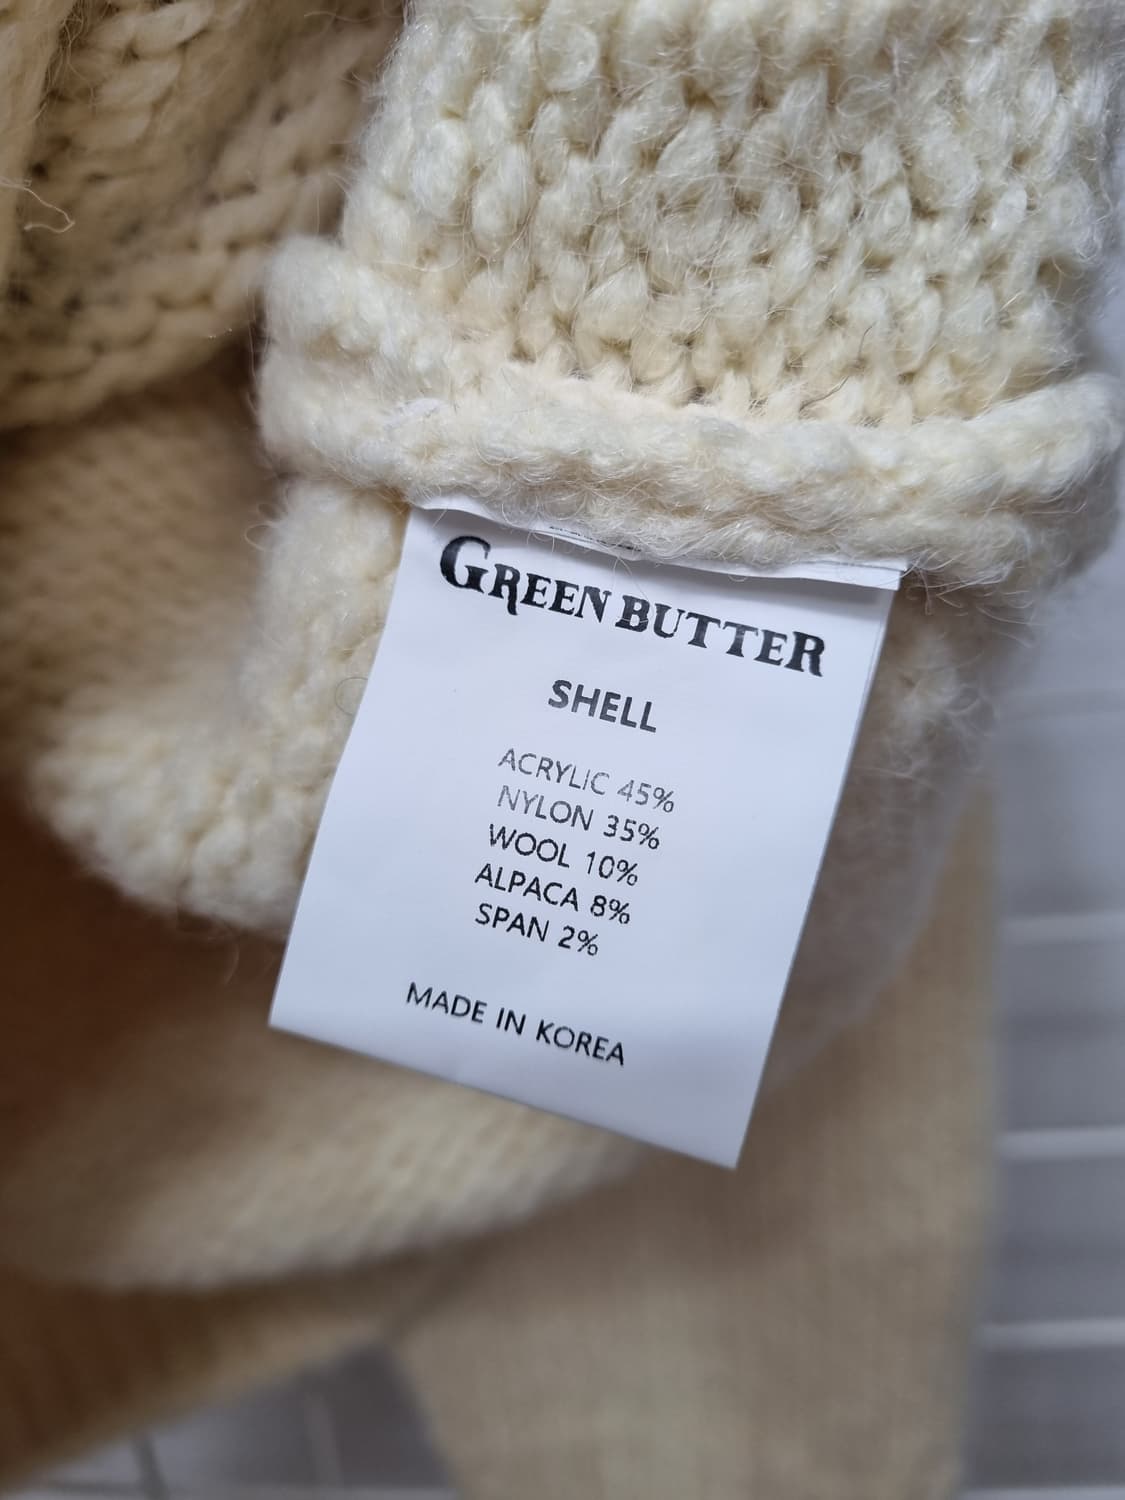 GREEN BUTTER
SHELL
ACRYLIC 45%
NYLON 35%
WOOL 10%
ALPACA 8%
SPAN 2%
MADE IN KOREA